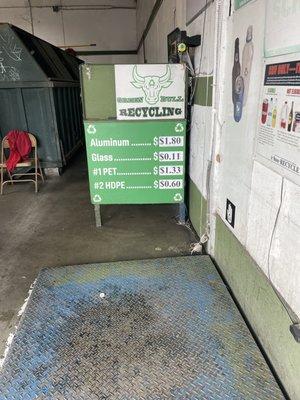 GREEN BULL
RECYCLING
Aluminum ........ $1.80
Glass ............... $0.11
#1 PET ............ $1.33
#2 HDPE ......... $0.60